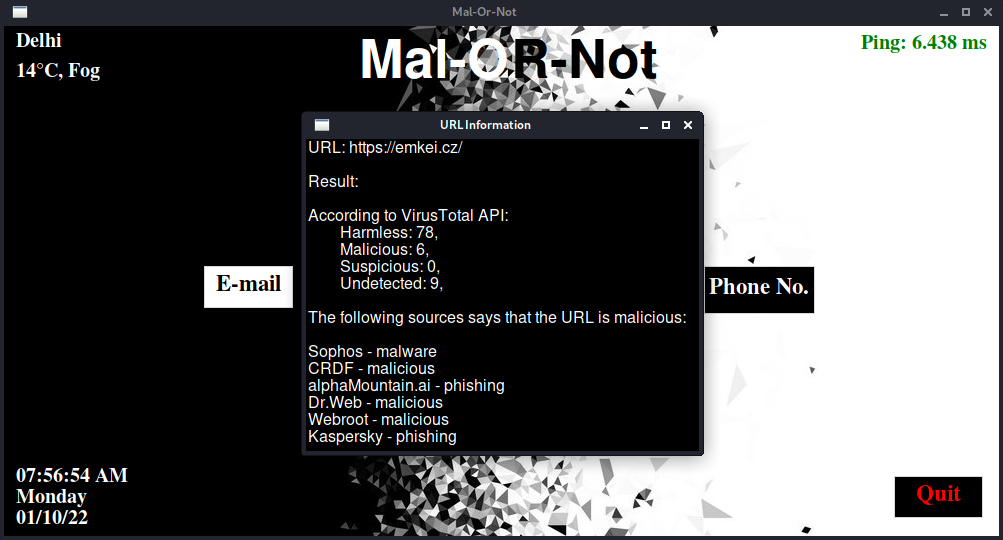 Mal-Or-Not
Delhi
14°C, Fog
Mal-OR-Not
Ping: 6.438 ms
URL Information
URL: https://emkei.cz/
Result:
According to VirusTotal API:
Harmless: 78,
Malicious: 6,
Suspicious: 0,
Undetected: 9,
The following sources says that the URL is malicious:
Sophos - malware
CRDF - malicious
alphaMountain.ai - phishing
Dr.Web - malicious
Webroot - malicious
Kaspersky - phishing
E-mail
Phone No.
07:56:54 AM
Monday
01/10/22
Quit